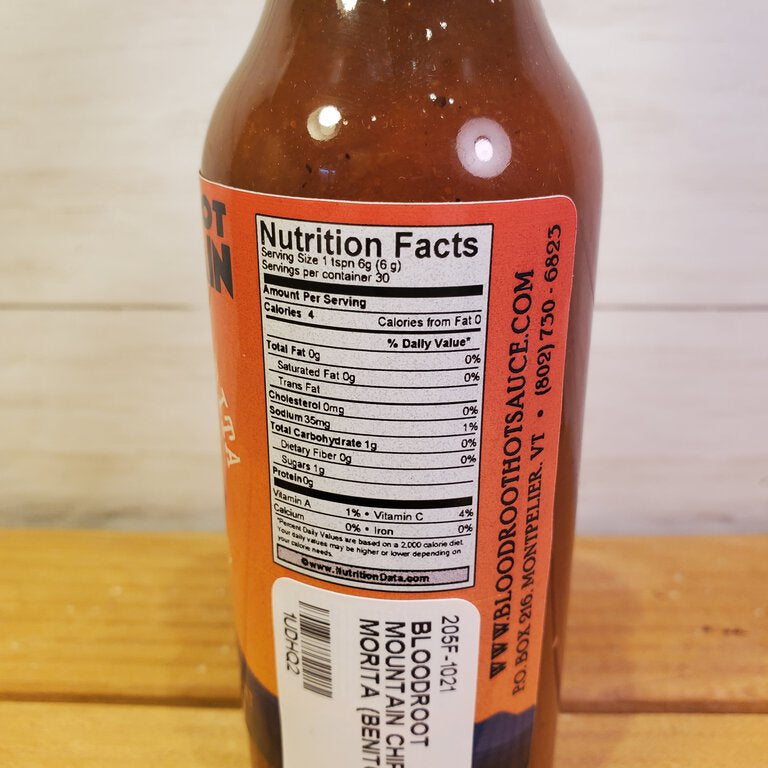 Nutrition Facts
Serving Size 1 tspn 6g (6 g)
Servings per container 30
Amount Per Serving
Calories 4 Calories from Fat 0
% Daily Value*
Total Fat 0g 0%
Saturated Fat 0g 0%
Trans Fat
Cholesterol 0mg 0%
Sodium 35mg 1%
Total Carbohydrate 1g 0%
Dietary Fiber 0g 0%
Sugars 1g
Protein 0g
Vitamin A 1% • Vitamin C 4%
Calcium 0% • Iron 0%
*Percent Daily Values are based on a 2,000 calorie diet.
Your daily values may be higher or lower depending on
your calorie needs.
©www.NutritionData.com
WWW.BLOODROOTHOTSAUCE.COM
P.O. BOX 216, MONTPELIER, VT • (802) 730-6823
205F-1021
BLOODROOT
MOUNTAIN CHIP
MORITA (BENIT
1UDHQ2
OT
IN
TA